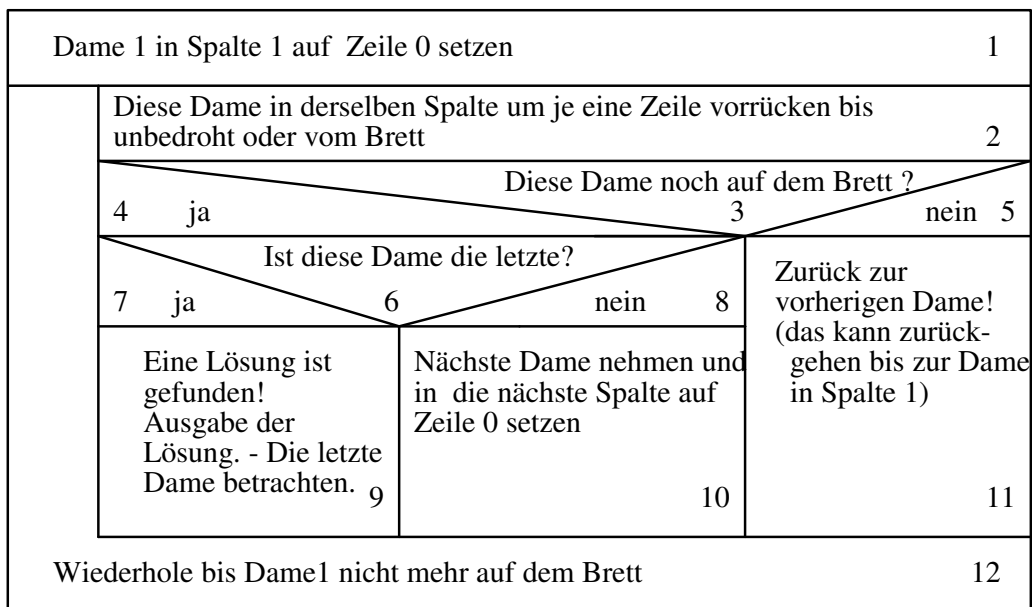 Dame 1 in Spalte 1 auf Zeile 0 setzen 1
Diese Dame in derselben Spalte um je eine Zeile vorrücken bis
unbedroht oder vom Brett 2
Diese Dame noch auf dem Brett ?
4 ja 3 nein 5
Ist diese Dame die letzte?
7 ja 6 nein 8
Eine Lösung ist
gefunden!
Ausgabe der
Lösung. - Die letzte
Dame betrachten. 9
Nächste Dame nehmen und
in die nächste Spalte auf
Zeile 0 setzen
10
Zurück zur
vorherigen Dame!
(das kann zurück-
gehen bis zur Dame
in Spalte 1)
11
Wiederhole bis Dame1 nicht mehr auf dem Brett 12